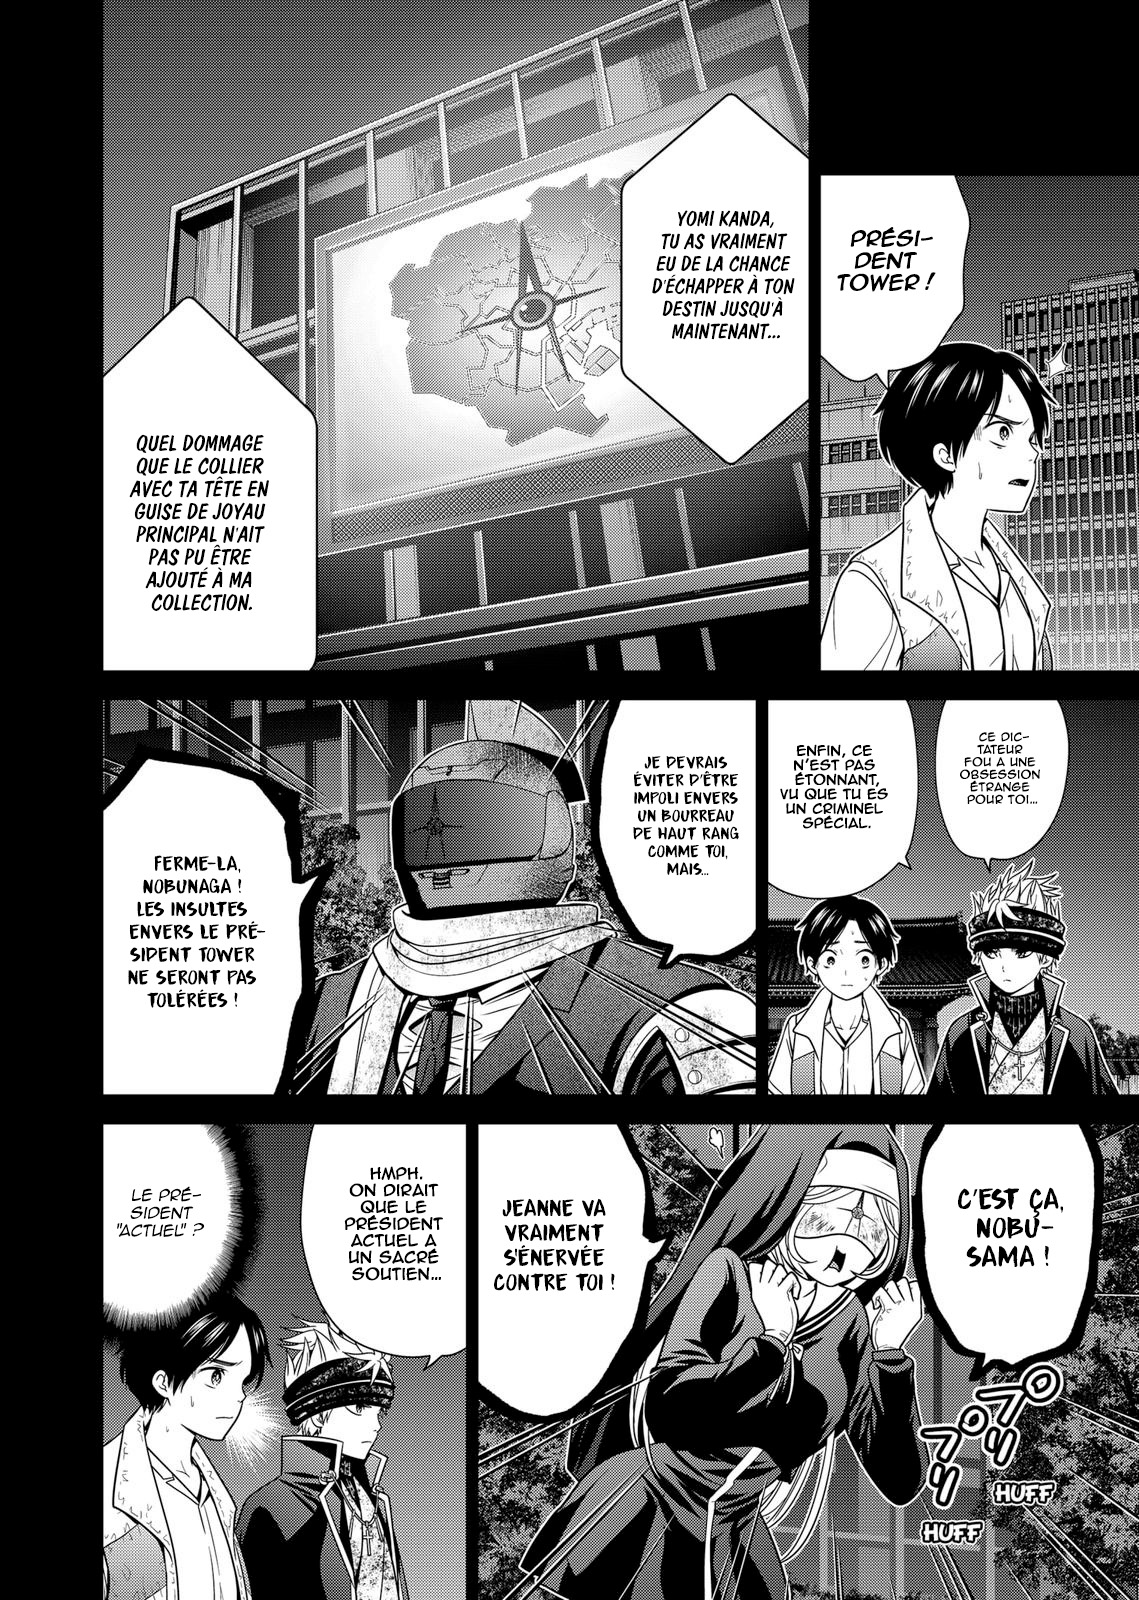 PRÉSI-
DENT
TOWER !
YOMI KANDA,
TU AS VRAIMENT
EU DE LA CHANCE
D'ÉCHAPPER À TON
DESTIN JUSQU'À
MAINTENANT...
QUEL DOMMAGE
QUE LE COLLIER
AVEC TA TÊTE EN
GUISE DE JOYAU
PRINCIPAL N'AIT
PAS PU ÊTRE
AJOUTÉ À MA
COLLECTION.
CE DIC-
TATEUR
FOU A UNE
OBSESSION
ÉTRANGE
POUR TOI...
ENFIN, CE
N'EST PAS
ÉTONNANT,
VU QUE TU ES
UN CRIMINEL
SPÉCIAL.
JE DEVRAIS
ÉVITER D'ÊTRE
IMPOLI ENVERS
UN BOURREAU
DE HAUT RANG
COMME TOI,
MAIS...
FERME-LA,
NOBUNAGA !
LES INSULTES
ENVERS LE PRÉ-
SIDENT TOWER
NE SERONT PAS
TOLÉRÉES !
C'EST ÇA,
NOBU-
SAMA !
プリ
プリ
HUFF
HUFF
JEANNE VA
VRAIMENT
S'ÉNERVÉE
CONTRE TOI !
HMPH.
ON DIRAIT
QUE LE
PRÉSIDENT
ACTUEL A
UN SACRÉ
SOUTIEN...
LE PRÉ-
SIDENT
"ACTUEL" ?